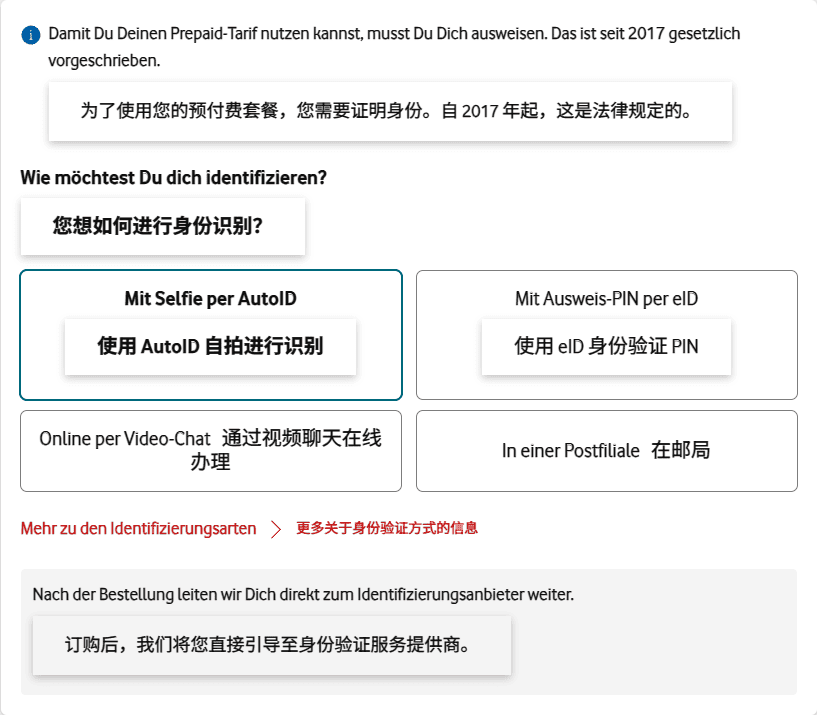 Damit Du Deinen Prepaid-Tarif nutzen kannst, musst Du Dich ausweisen. Das ist seit 2017 gesetzlich
vorgeschrieben.
为了使用您的预付费套餐，您需要证明身份。自 2017 年起，这是法律规定的。
Wie möchtest Du dich identifizieren?
您想如何进行身份识别？
Mit Selfie per AutoID
使用 AutoID 自拍进行识别
Mit Ausweis-PIN per eID
使用 eID 身份验证 PIN
Online per Video-Chat 通过视频聊天在线
办理
In einer Postfiliale 在邮局
Mehr zu den Identifizierungsarten 更多关于身份验证方式的信息
Nach der Bestellung leiten wir Dich direkt zum Identifizierungsanbieter weiter.
订购后，我们将您直接引导至身份验证服务提供商。